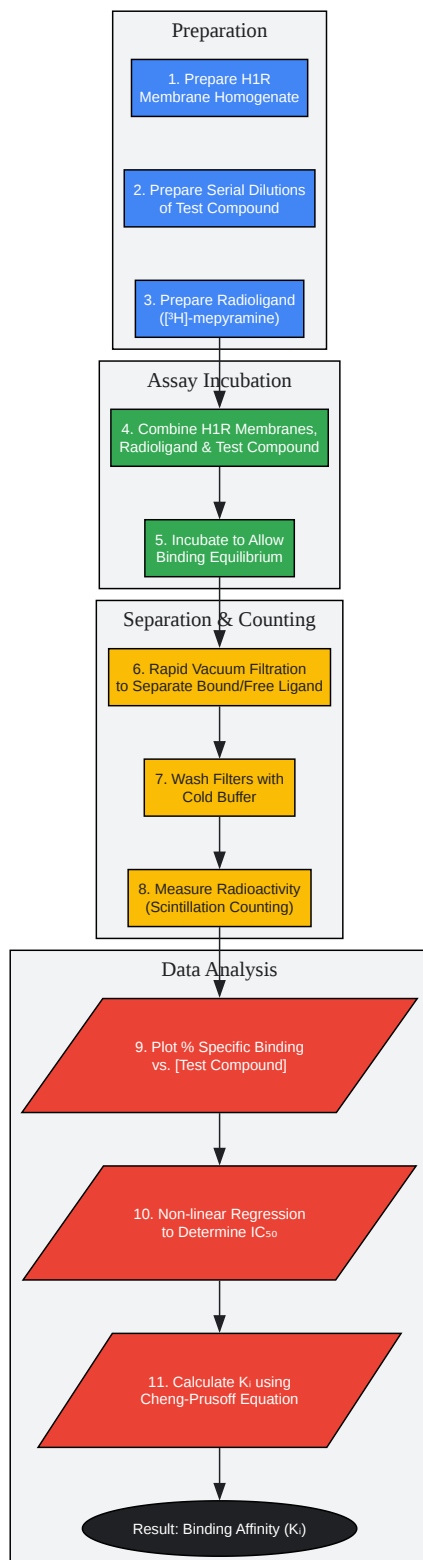 Preparation
1. Prepare H1R
Membrane Homogenate
2. Prepare Serial Dilutions
of Test Compound
3. Prepare Radioligand
([³H]-mepyramine)
Assay Incubation
4. Combine H1R Membranes,
Radioligand & Test Compound
5. Incubate to Allow
Binding Equilibrium
Separation & Counting
6. Rapid Vacuum Filtration
to Separate Bound/Free Ligand
7. Wash Filters with
Cold Buffer
8. Measure Radioactivity
(Scintillation Counting)
Data Analysis
9. Plot % Specific Binding
vs. [Test Compound]
10. Non-linear Regression
to Determine IC₅₀
11. Calculate Kᵢ using
Cheng-Prusoff Equation
Result: Binding Affinity (Kᵢ)